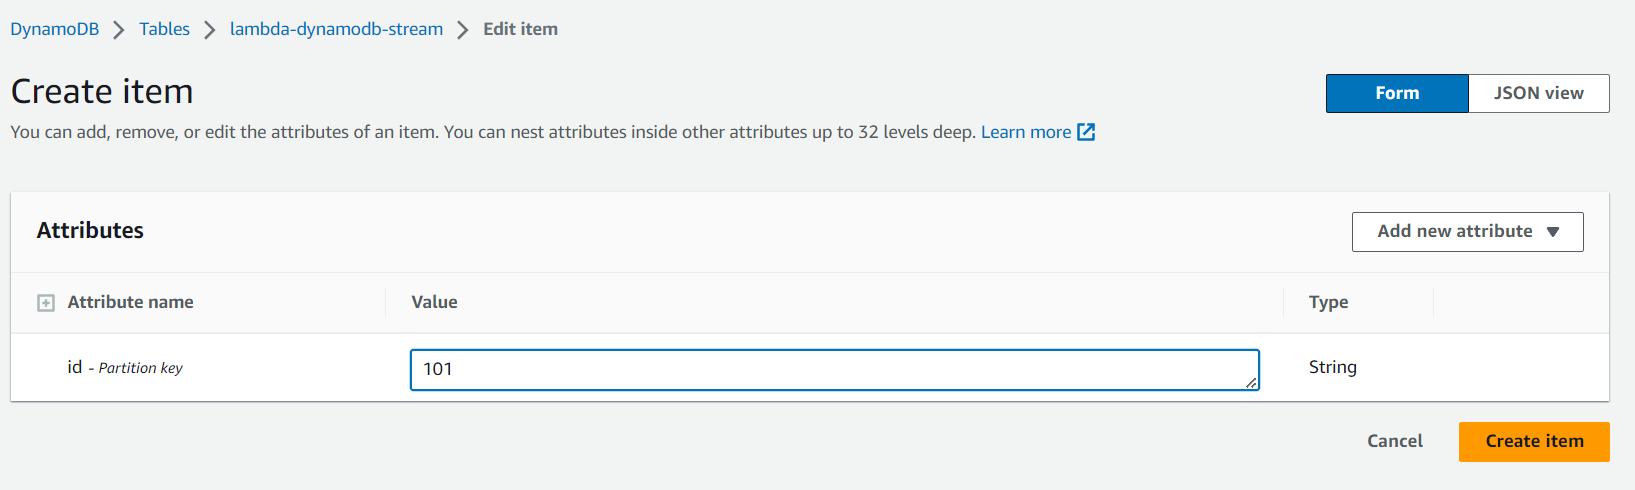 DynamoDB > Tables > lambda-dynamodb-stream > Edit item
Create item
Form JSON view
You can add, remove, or edit the attributes of an item. You can nest attributes inside other attributes up to 32 levels deep. Learn more
Attributes
Add new attribute
Attribute name Value Type
id - Partition key 101 String
Cancel Create item